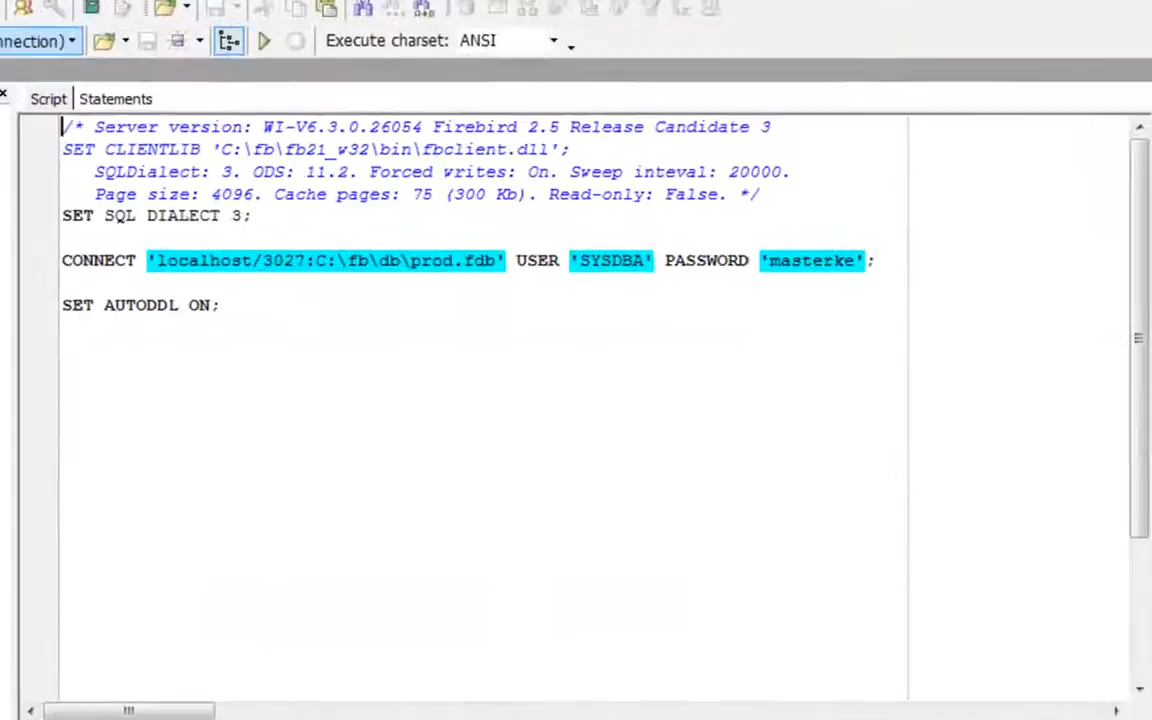 nnection) Execute charset: ANSI
Script Statements
/* Server version: WI-V6.3.0.26054 Firebird 2.5 Release Candidate 3
SET CLIENTLIB 'C:\fb\fb21_w32\bin\fbclient.dll';
SQLDialect: 3. ODS: 11.2. Forced writes: On. Sweep inteval: 20000.
Page size: 4096. Cache pages: 75 (300 Kb). Read-only: False. */
SET SQL DIALECT 3;
CONNECT 'localhost/3027:C:\fb\db\prod.fdb' USER 'SYSDBA' PASSWORD 'masterke';
SET AUTODDL ON;